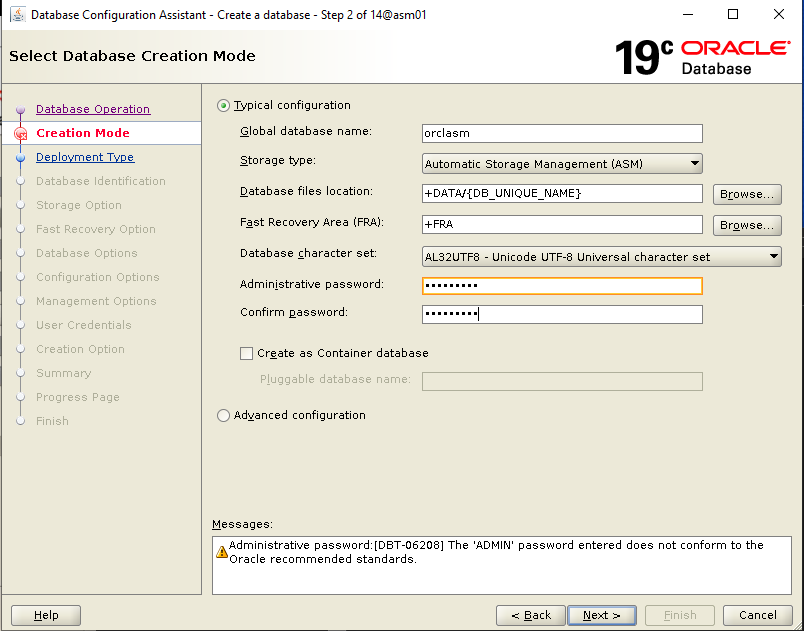 Database Configuration Assistant - Create a database - Step 2 of 14@asm01
Select Database Creation Mode
19c ORACLE
Database
Database Operation
Creation Mode
Deployment Type
Database Identification
Storage Option
Fast Recovery Option
Database Options
Configuration Options
Management Options
User Credentials
Creation Option
Summary
Progress Page
Finish
Typical configuration
Global database name: orclasm
Storage type: Automatic Storage Management (ASM)
Database files location: +DATA/{DB_UNIQUE_NAME} Browse...
Fast Recovery Area (FRA): +FRA Browse...
Database character set: AL32UTF8 - Unicode UTF-8 Universal character set
Administrative password: •••••••••
Confirm password: •••••••••
Create as Container database
Pluggable database name:
Advanced configuration
Messages:
Administrative password:[DBT-06208] The 'ADMIN' password entered does not conform to the
Oracle recommended standards.
Help < Back Next > Finish Cancel